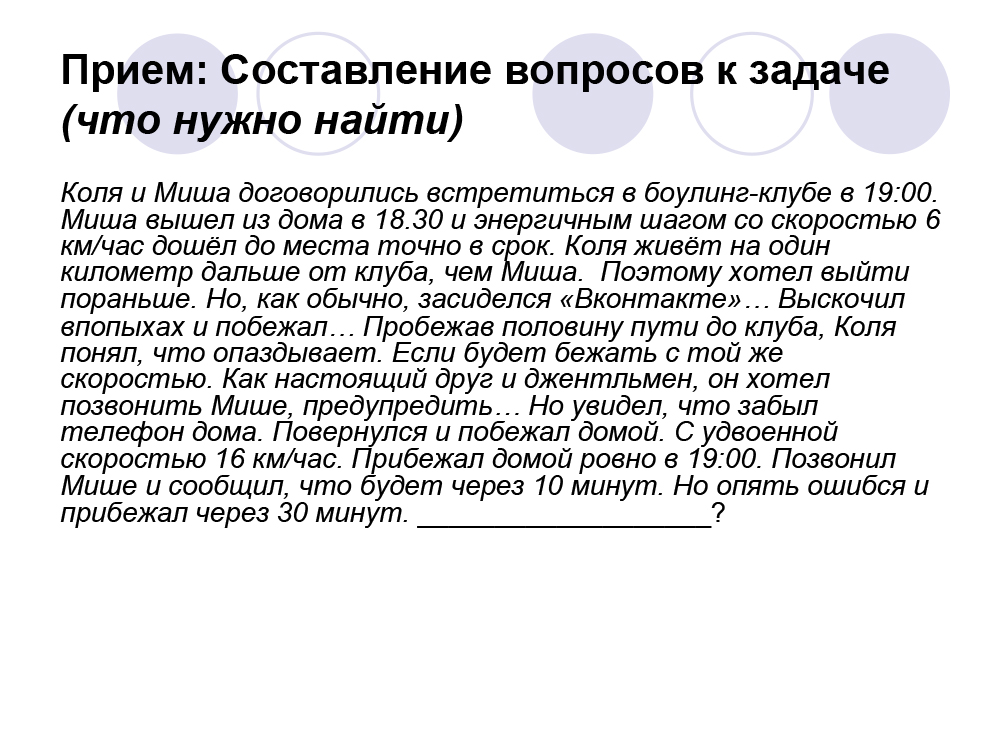 Прием: Составление вопросов к задаче
(что нужно найти)
Коля и Миша договорились встретиться в боулинг-клубе в 19:00.
Миша вышел из дома в 18.30 и энергичным шагом со скоростью 6
км/час дошёл до места точно в срок. Коля живёт на один
километр дальше от клуба, чем Миша.  Поэтому хотел выйти
пораньше. Но, как обычно, засиделся «Вконтакте»… Выскочил
впопыхах и побежал… Пробежав половину пути до клуба, Коля
понял, что опаздывает. Если будет бежать с той же
скоростью. Как настоящий друг и джентльмен, он хотел
позвонить Мише, предупредить… Но увидел, что забыл
телефон дома. Повернулся и побежал домой. С удвоенной
скоростью 16 км/час. Прибежал домой ровно в 19:00. Позвонил
Мише и сообщил, что будет через 10 минут. Но опять ошибся и
прибежал через 30 минут. ___________________?